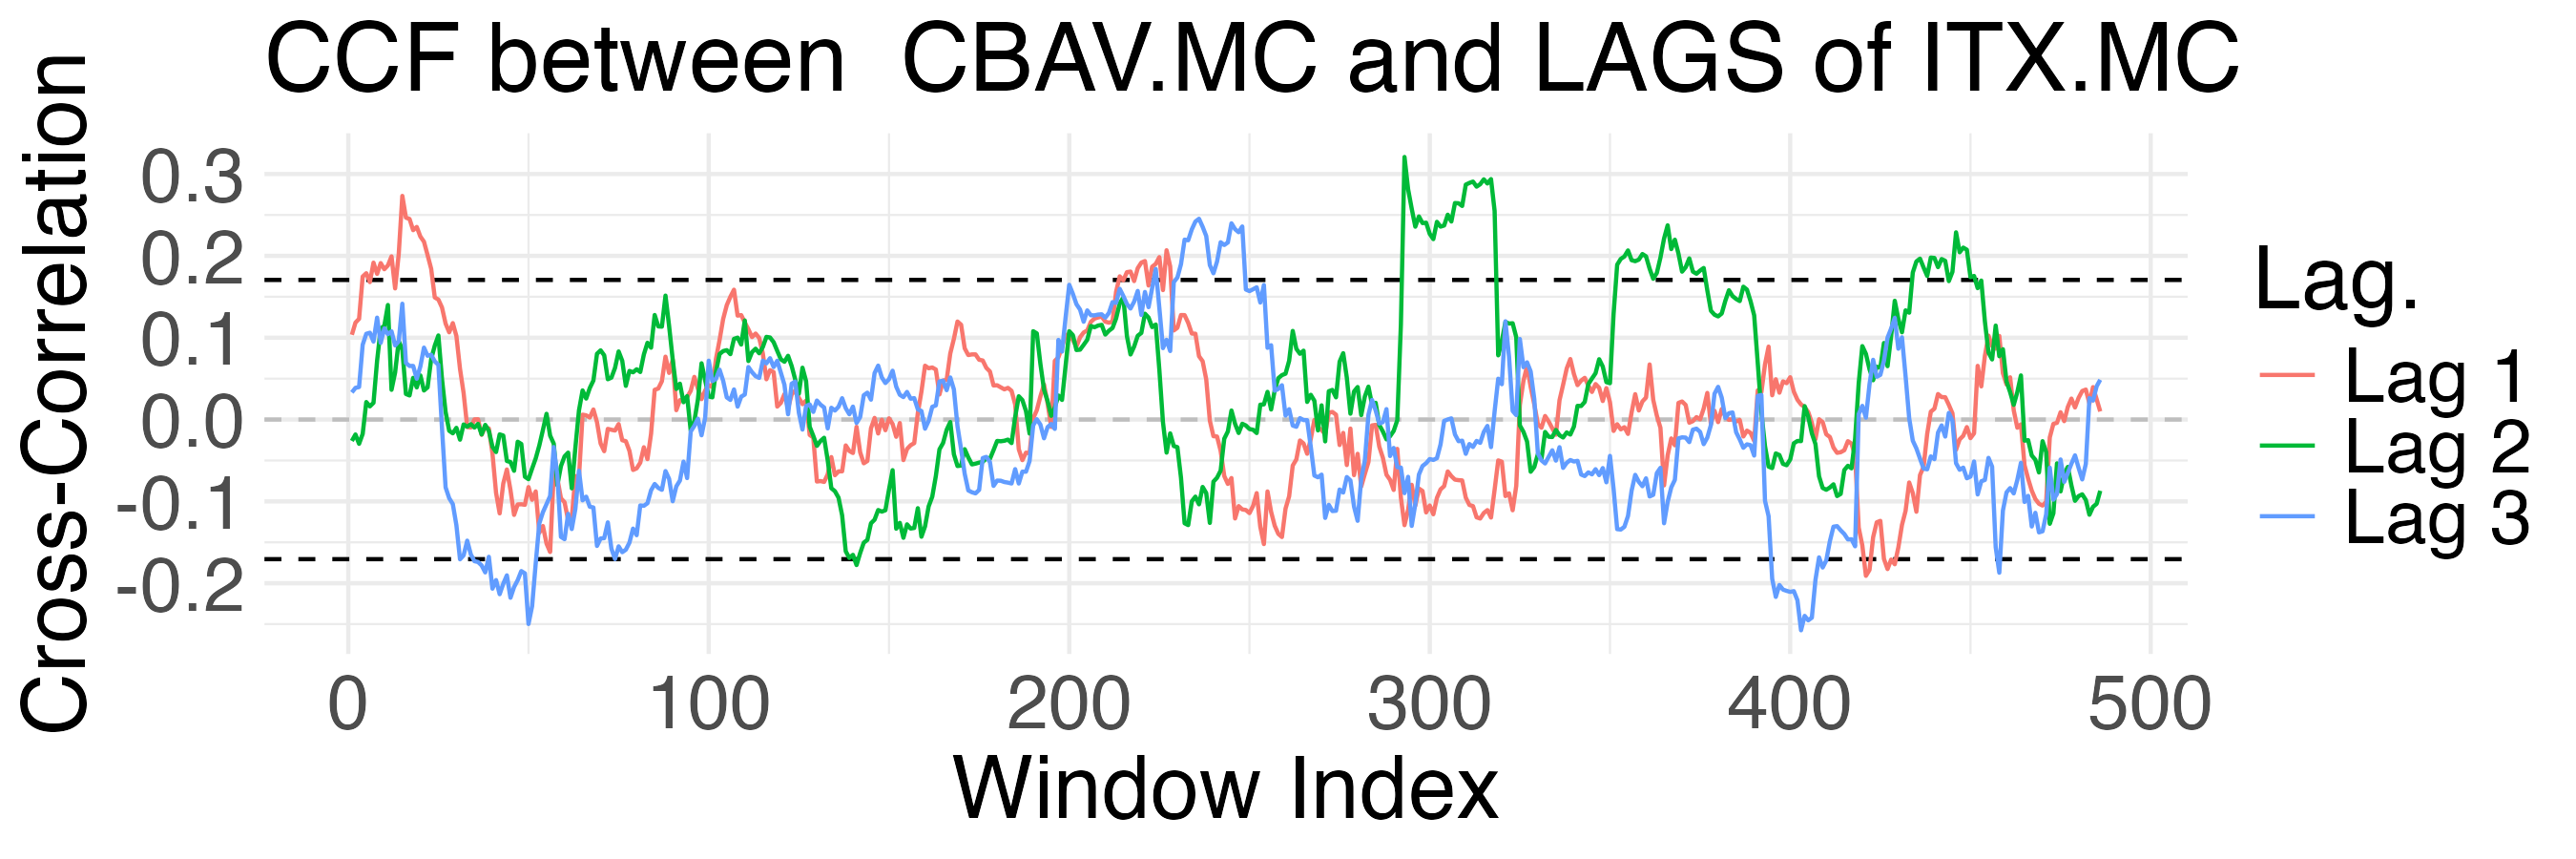 CCF between  CBAV.MC and LAGS of ITX.MC
Cross-Correlation
0.3
0.2
0.1
0.0
-0.1
-0.2
0 100 200 300 400 500
Window Index
Lag.
Lag 1
Lag 2
Lag 3